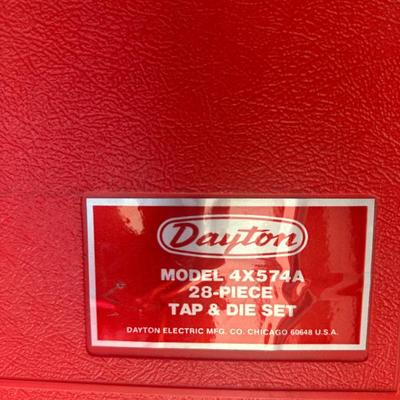 Dayton
MODEL 4X574A
28-PIECE
TAP & DIE SET
DAYTON ELECTRIC MFG. CO. CHICAGO 60648 U.S.A.